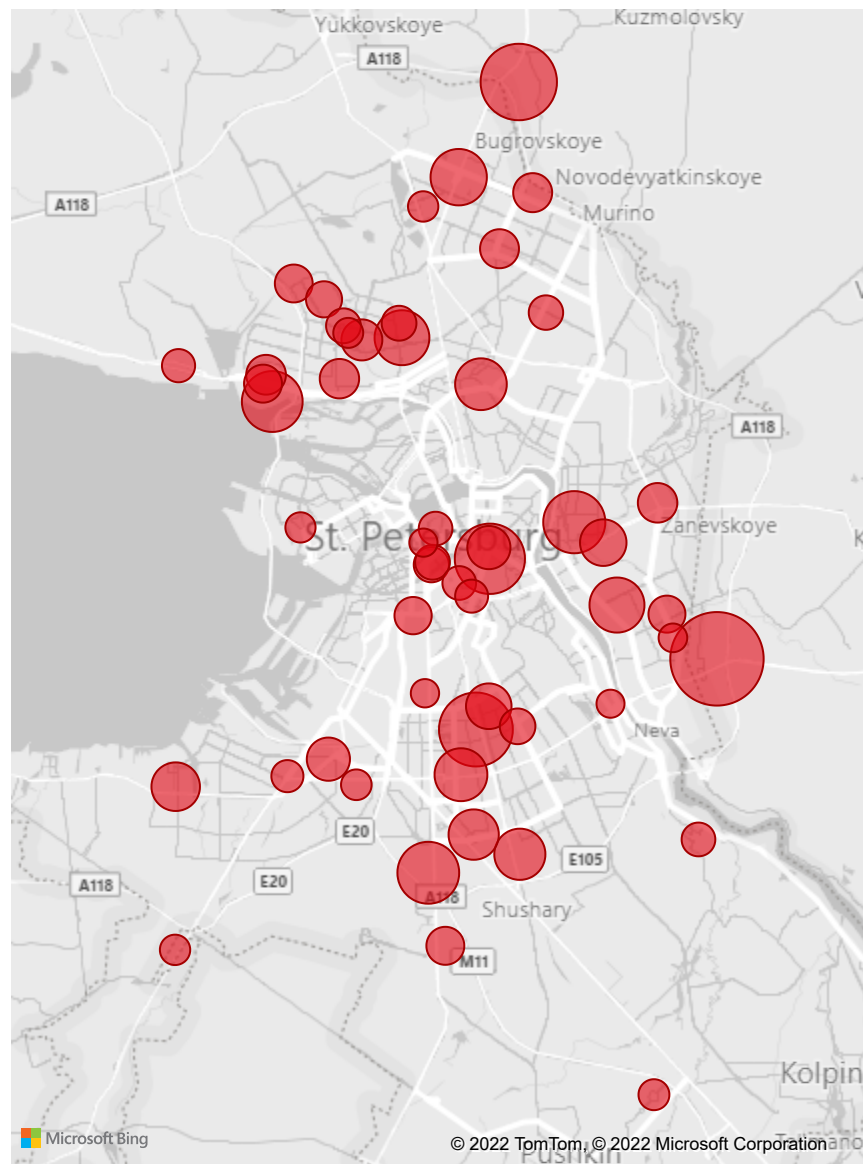 Yukkovskoye
Kuzmolovsky
A118
Bugrovskoye
Novodevyatkinskoye
A118
Murino
A118
St. Petersburg
Zanevskoye
Neva
E20
E105
A118
E20
A118
Shushary
M11
Kolpin
Microsoft Bing
© 2022 TomTom, © 2022 Microsoft Corporation
Pushkin